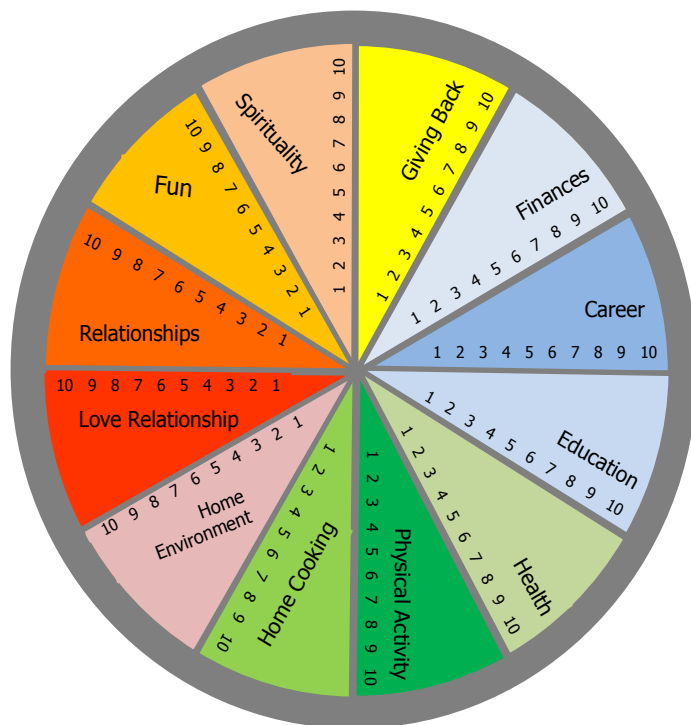 Giving Back
1 2 3 4 5 6 7 8 9 10
Finances
1 2 3 4 5 6 7 8 9 10
Career
1 2 3 4 5 6 7 8 9 10
Education
1 2 3 4 5 6 7 8 9 10
Health
1 2 3 4 5 6 7 8 9 10
Physical Activity
1 2 3 4 5 6 7 8 9 10
Home Cooking
1 2 3 4 5 6 7 8 9 10
Home
Environment
10 9 8 7 6 5 4 3 2 1
Love Relationship
10 9 8 7 6 5 4 3 2 1
Relationships
10 9 8 7 6 5 4 3 2 1
Fun
10 9 8 7 6 5 4 3 2 1
Spirituality
1 2 3 4 5 6 7 8 9 10